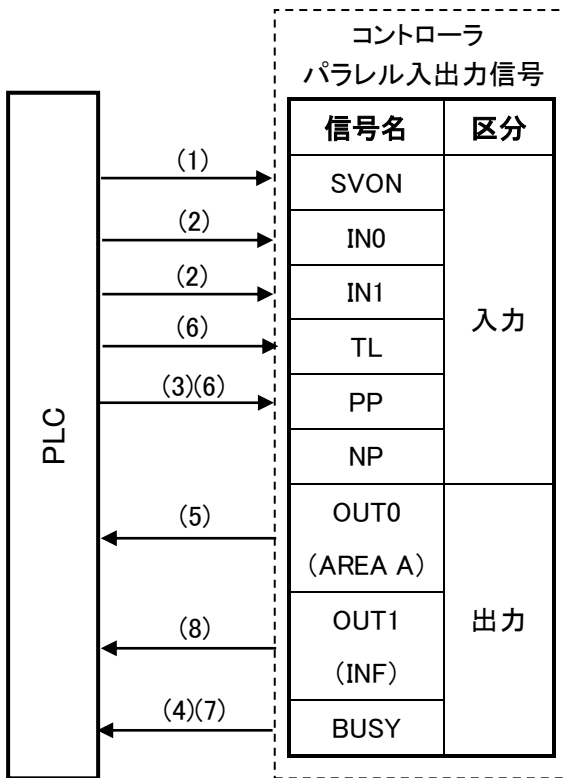 コントローラ
パラレル入出力信号
信号名 区分
(1) SVON
(2) IN0
(2) IN1
入力
(6) TL
(3)(6) PP
PLC
NP
(5) OUT0
(AREA A)
(8) OUT1
出力
(INF)
(4)(7) BUSY